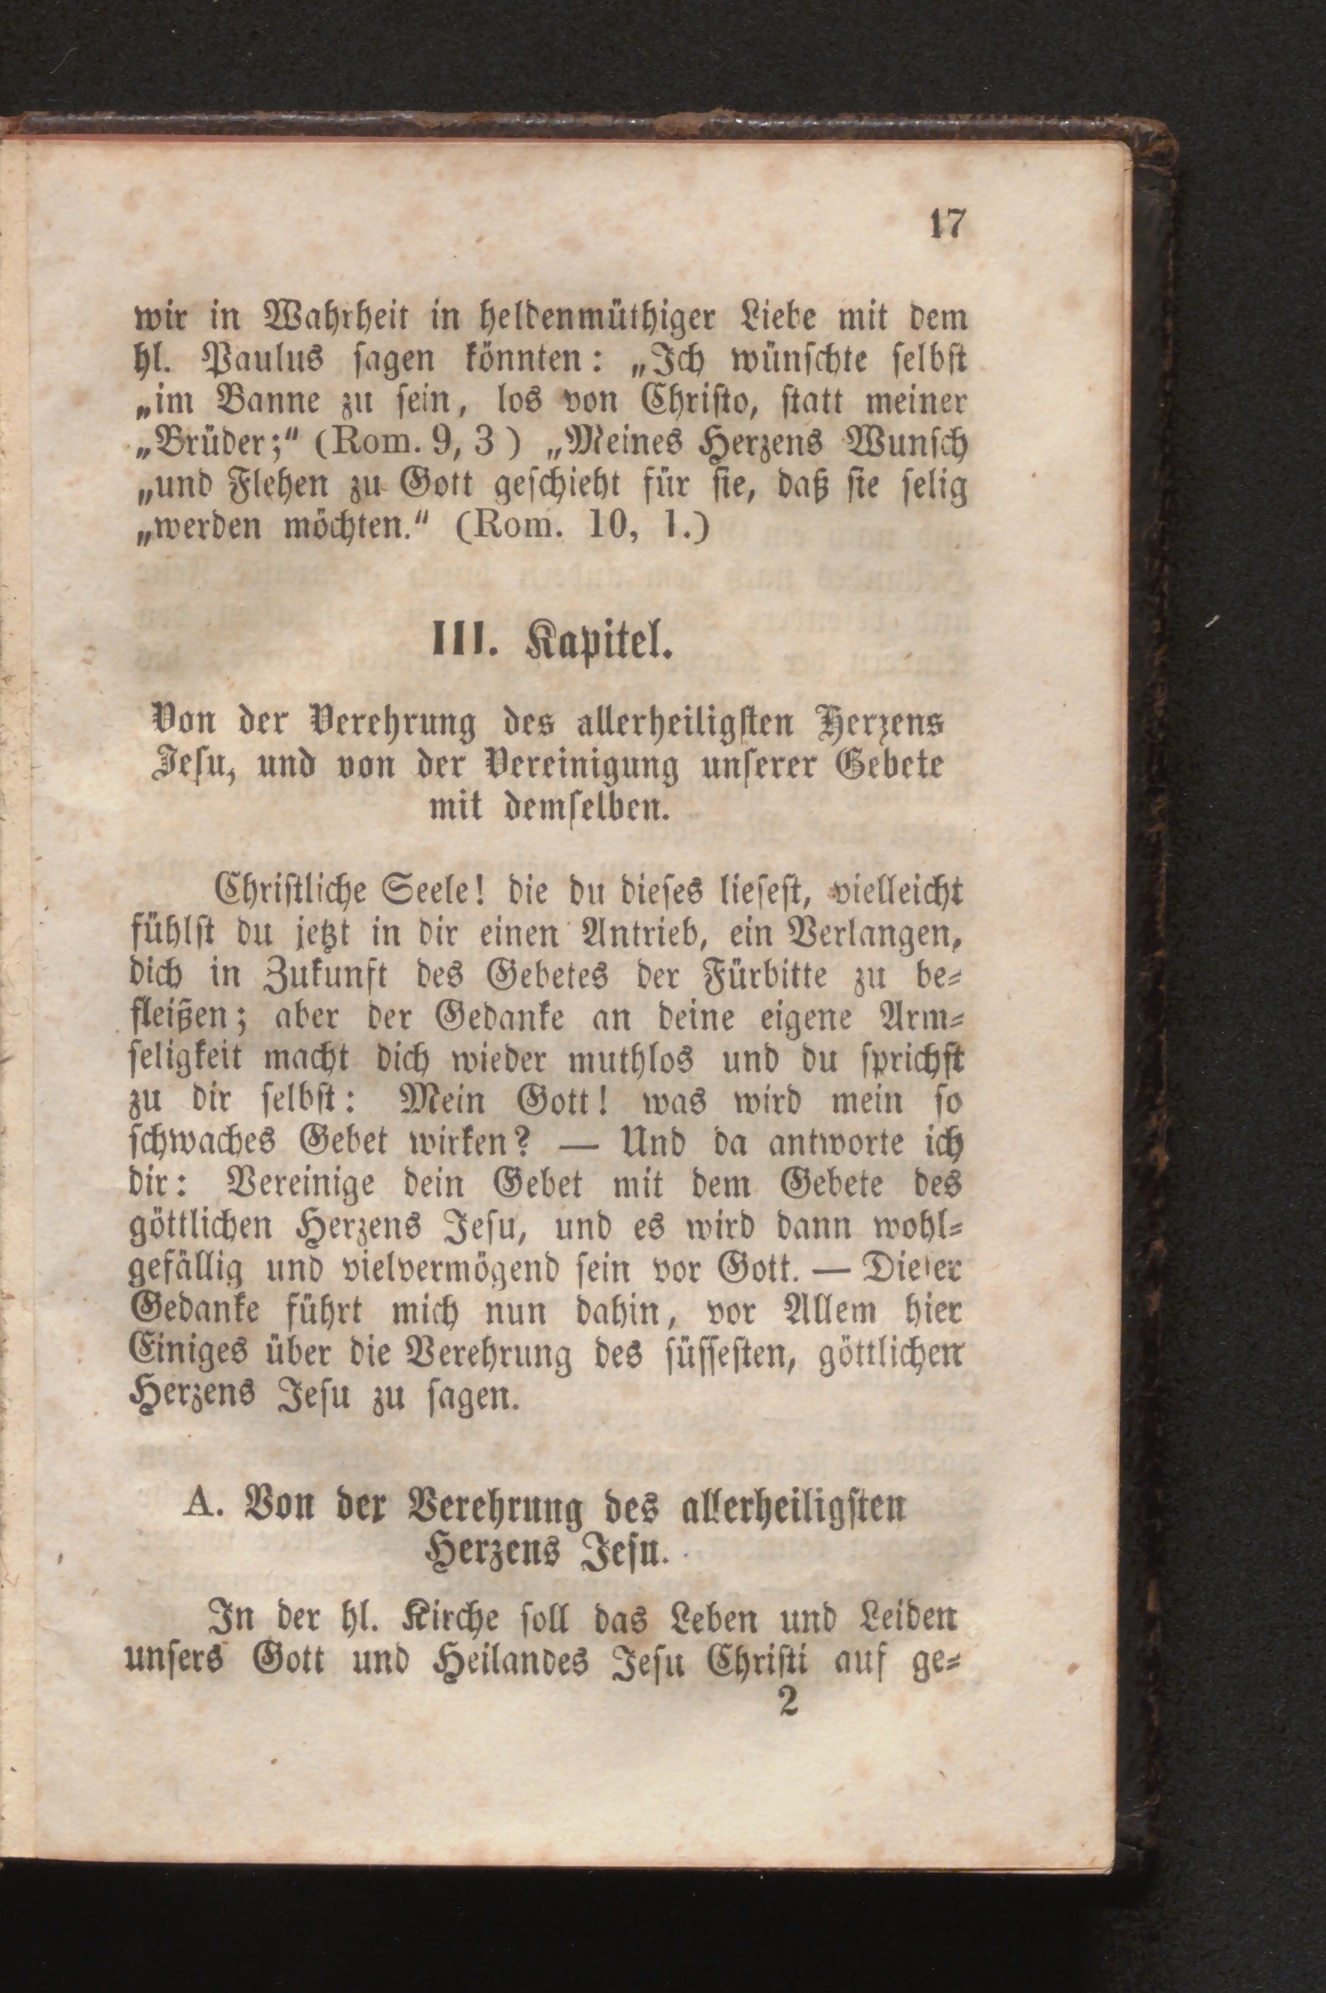 17
wir in Wahrheit in heldenmüthiger Liebe mit dem
hl. Paulus sagen könnten: „Ich wünschte selbst
„im Banne zu sein, los von Christo, statt meiner
„Brüder;“ (Rom. 9, 3) „Meines Herzens Wunsch
„und Flehen zu Gott geschieht für sie, daß sie selig
„werden möchten.“ (Rom. 10, 1.)
III. Kapitel.
Von der Verehrung des allerheiligsten Herzens
Jesu, und von der Vereinigung unserer Gebete
mit demselben.
Christliche Seele! die du dieses liesest, vielleicht
fühlst du jetzt in dir einen Antrieb, ein Verlangen,
dich in Zukunft des Gebetes der Fürbitte zu be-
fleißen; aber der Gedanke an deine eigene Arm-
seligkeit macht dich wieder muthlos und du sprichst
zu dir selbst: Mein Gott! was wird mein so
schwaches Gebet wirken? — Und da antworte ich
dir: Vereinige dein Gebet mit dem Gebete des
göttlichen Herzens Jesu, und es wird dann wohl-
gefällig und vielvermögend sein vor Gott. — Dieser
Gedanke führt mich nun dahin, vor Allem hier
Einiges über die Verehrung des süssesten, göttlichen
Herzens Jesu zu sagen.
A. Von der Verehrung des allerheiligsten
Herzens Jesu.
In der hl. Kirche soll das Leben und Leiden
unsers Gott und Heilandes Jesu Christi auf ge-
2